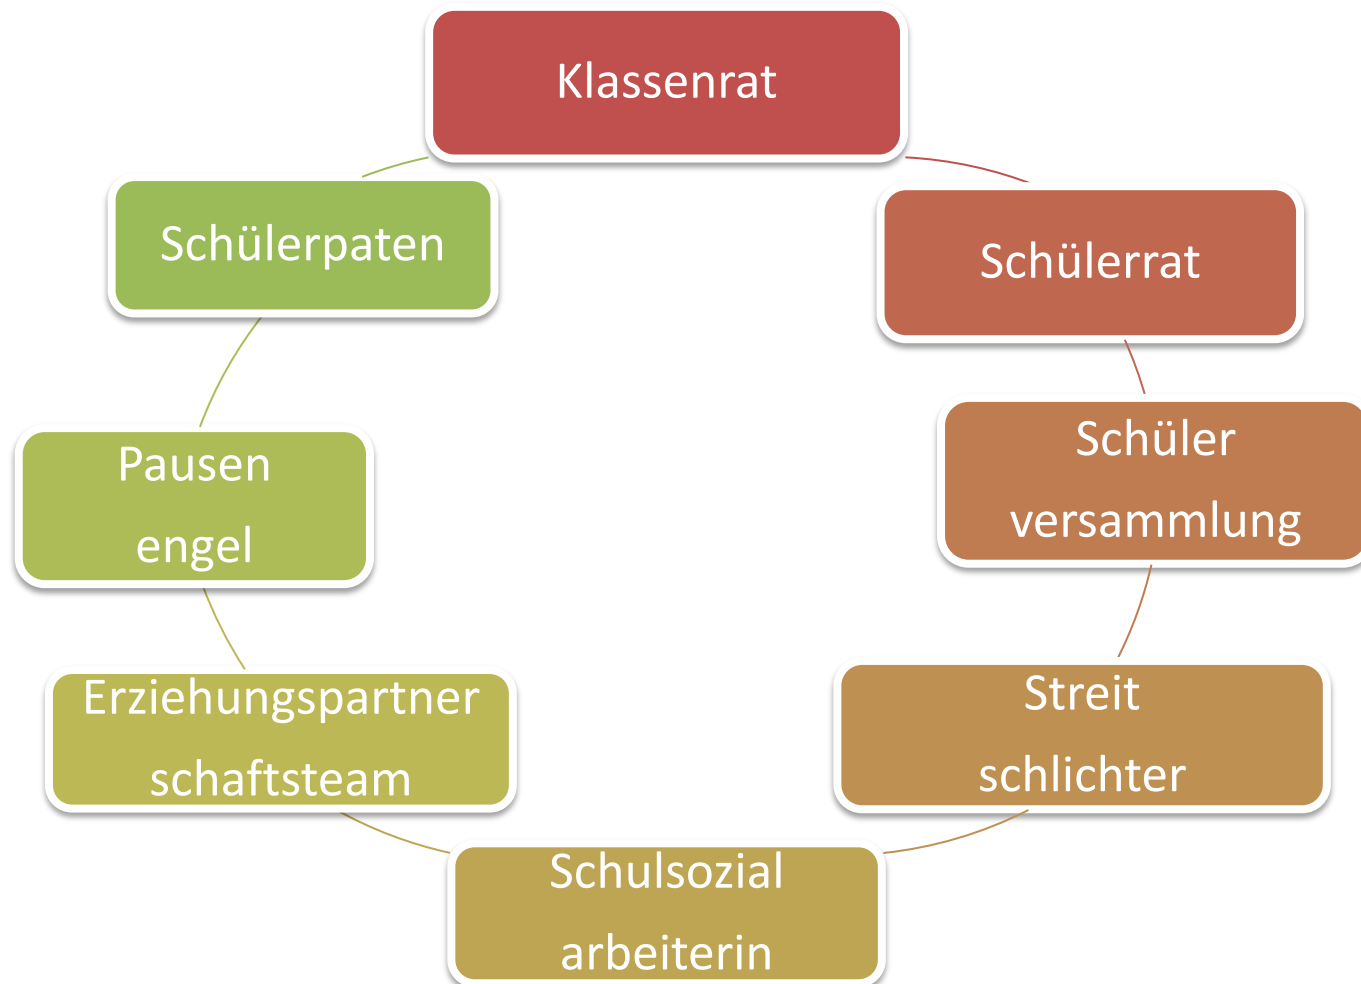 Klassenrat
Schülerrat
Schüler
versammlung
Streit
schlichter
Schulsozial
arbeiterin
Erziehungspartner
schaftsteam
Pausen
engel
Schülerpaten